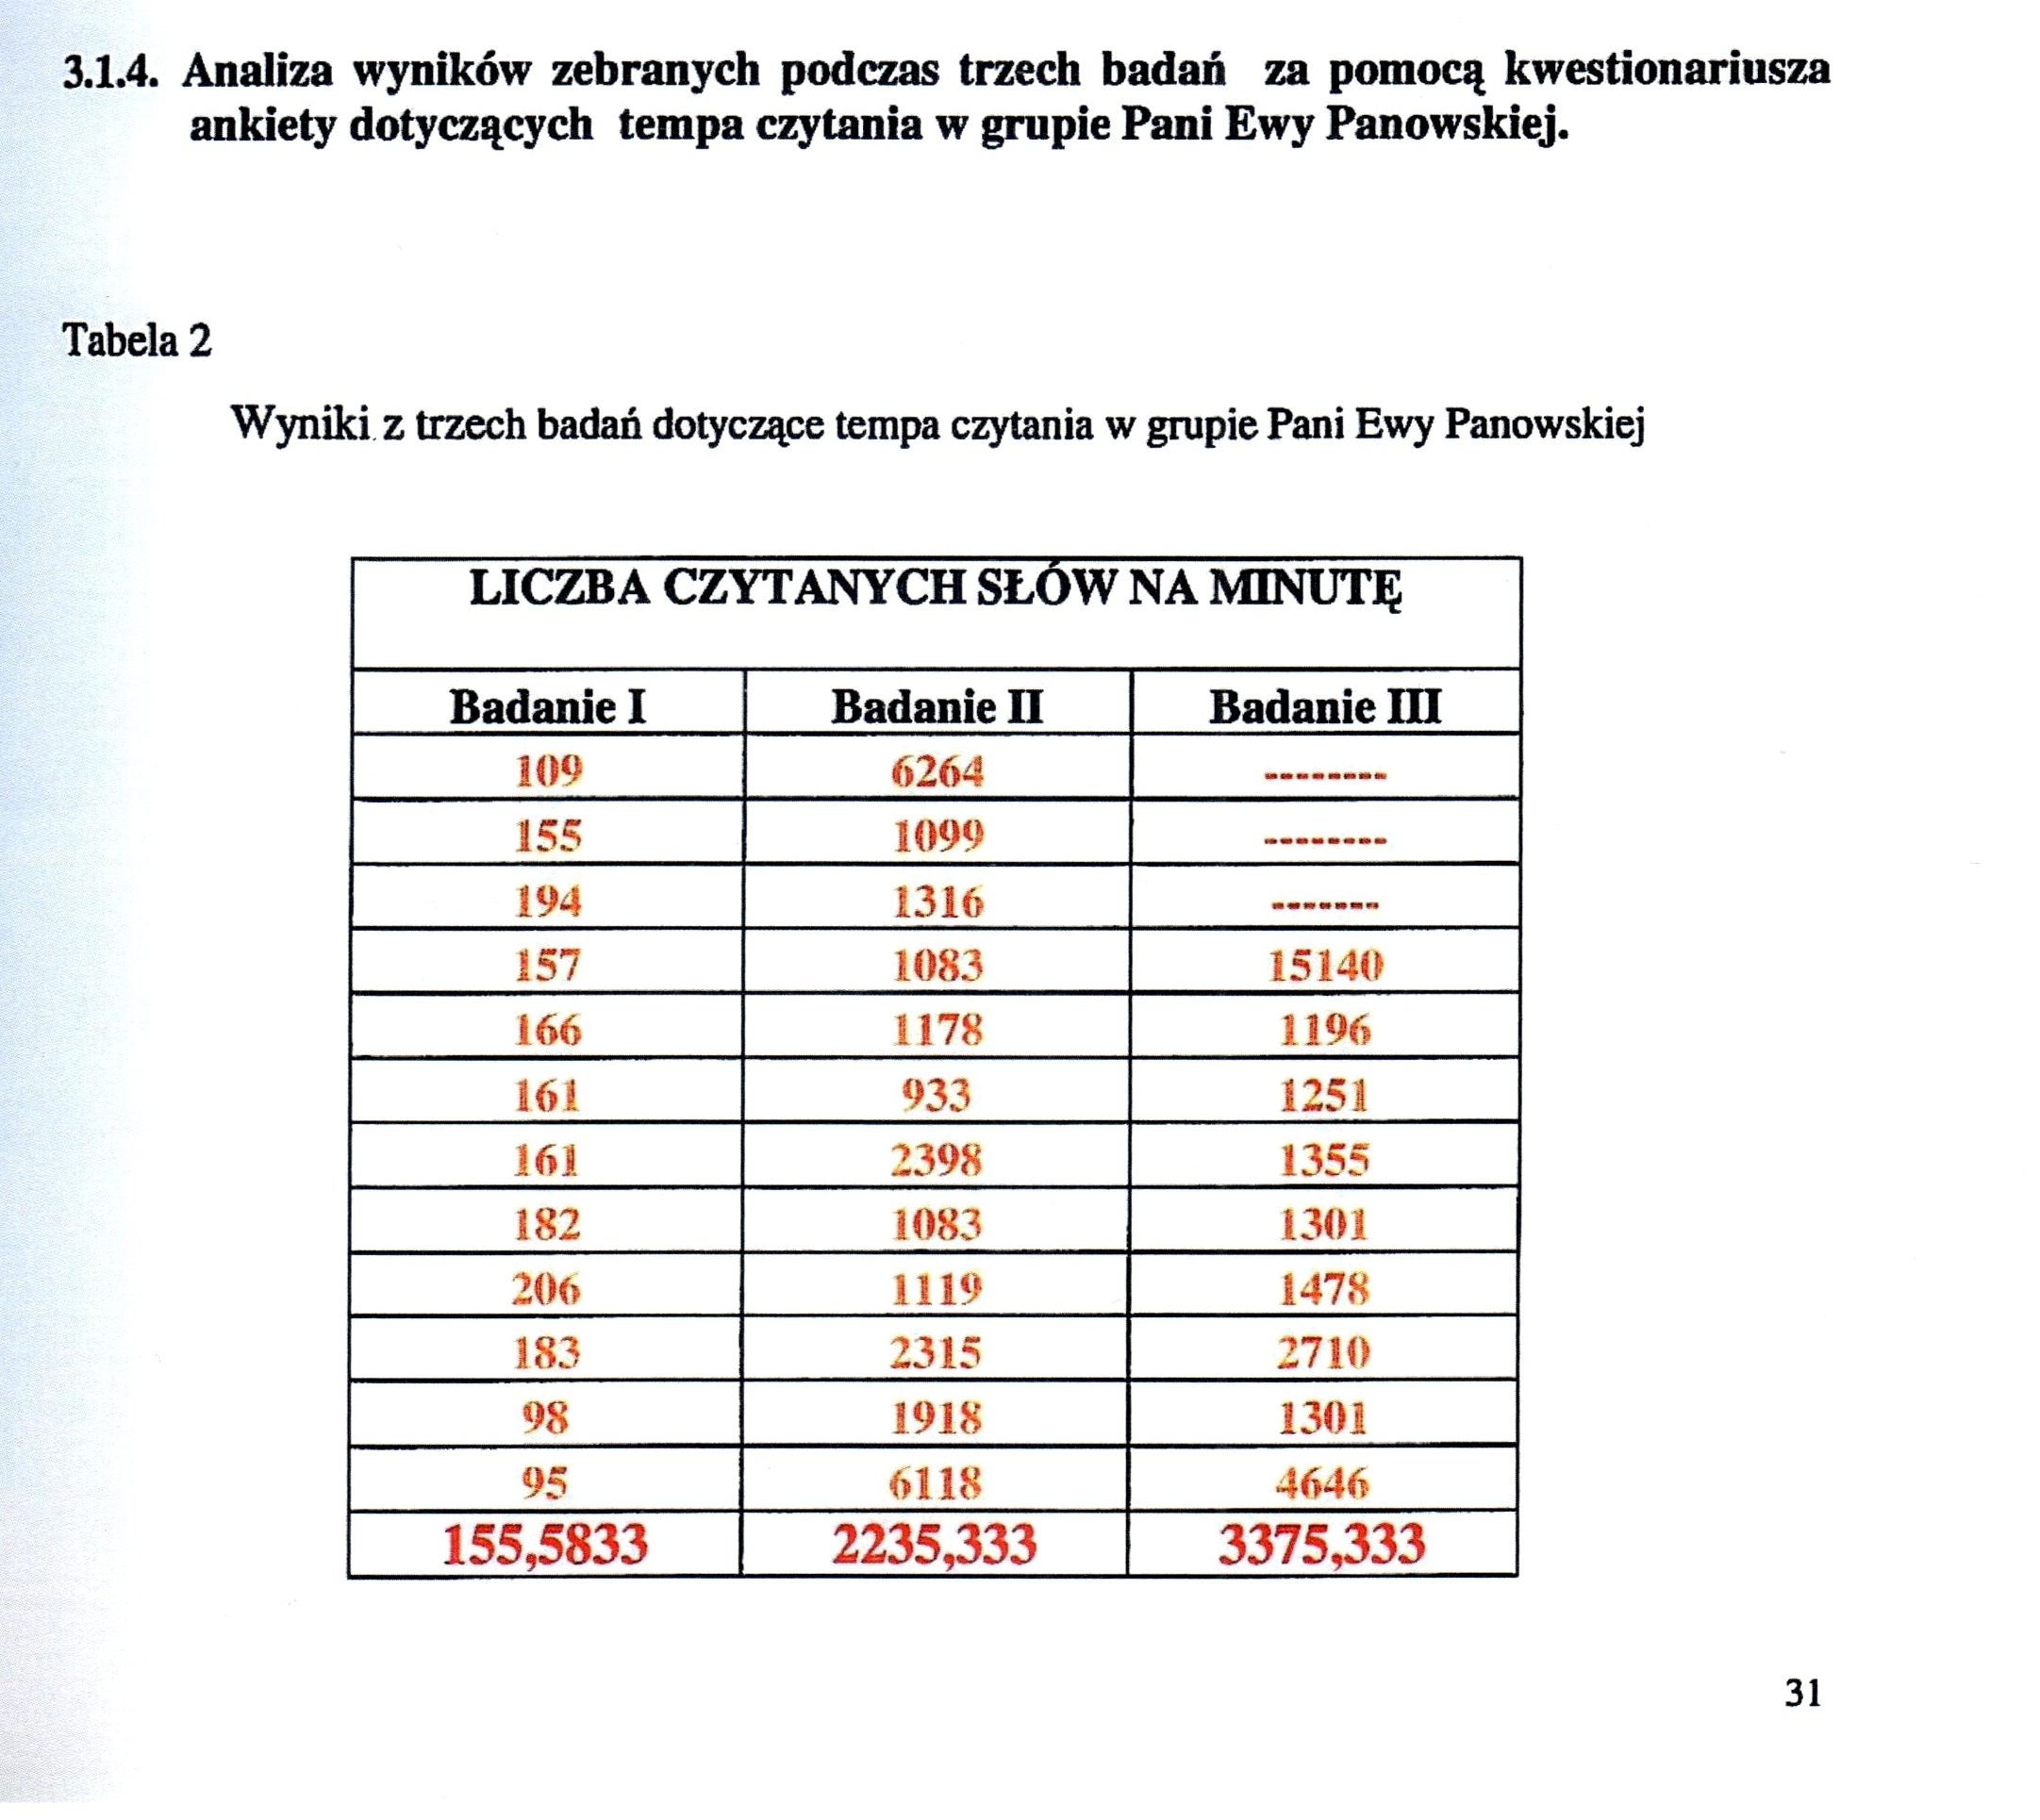 3.1.4. Analiza wyników zebranych podczas trzech badań za pomocą kwestionariusza
ankiety dotyczących tempa czytania w grupie Pani Ewy Panowskiej.
Tabela 2
Wyniki z trzech badań dotyczące tempa czytania w grupie Pani Ewy Panowskiej
LICZBA CZYTANYCH SŁÓW NA MINUTĘ
Badanie I Badanie II Badanie III
109 6264 --------
155 1099 --------
194 1316 -------
157 1083 15140
166 1178 1196
161 933 1251
161 2398 1355
182 1083 1301
206 1119 1478
183 2315 2710
98 1918 1301
95 6118 4646
155,5833 2235,333 3375,333
31